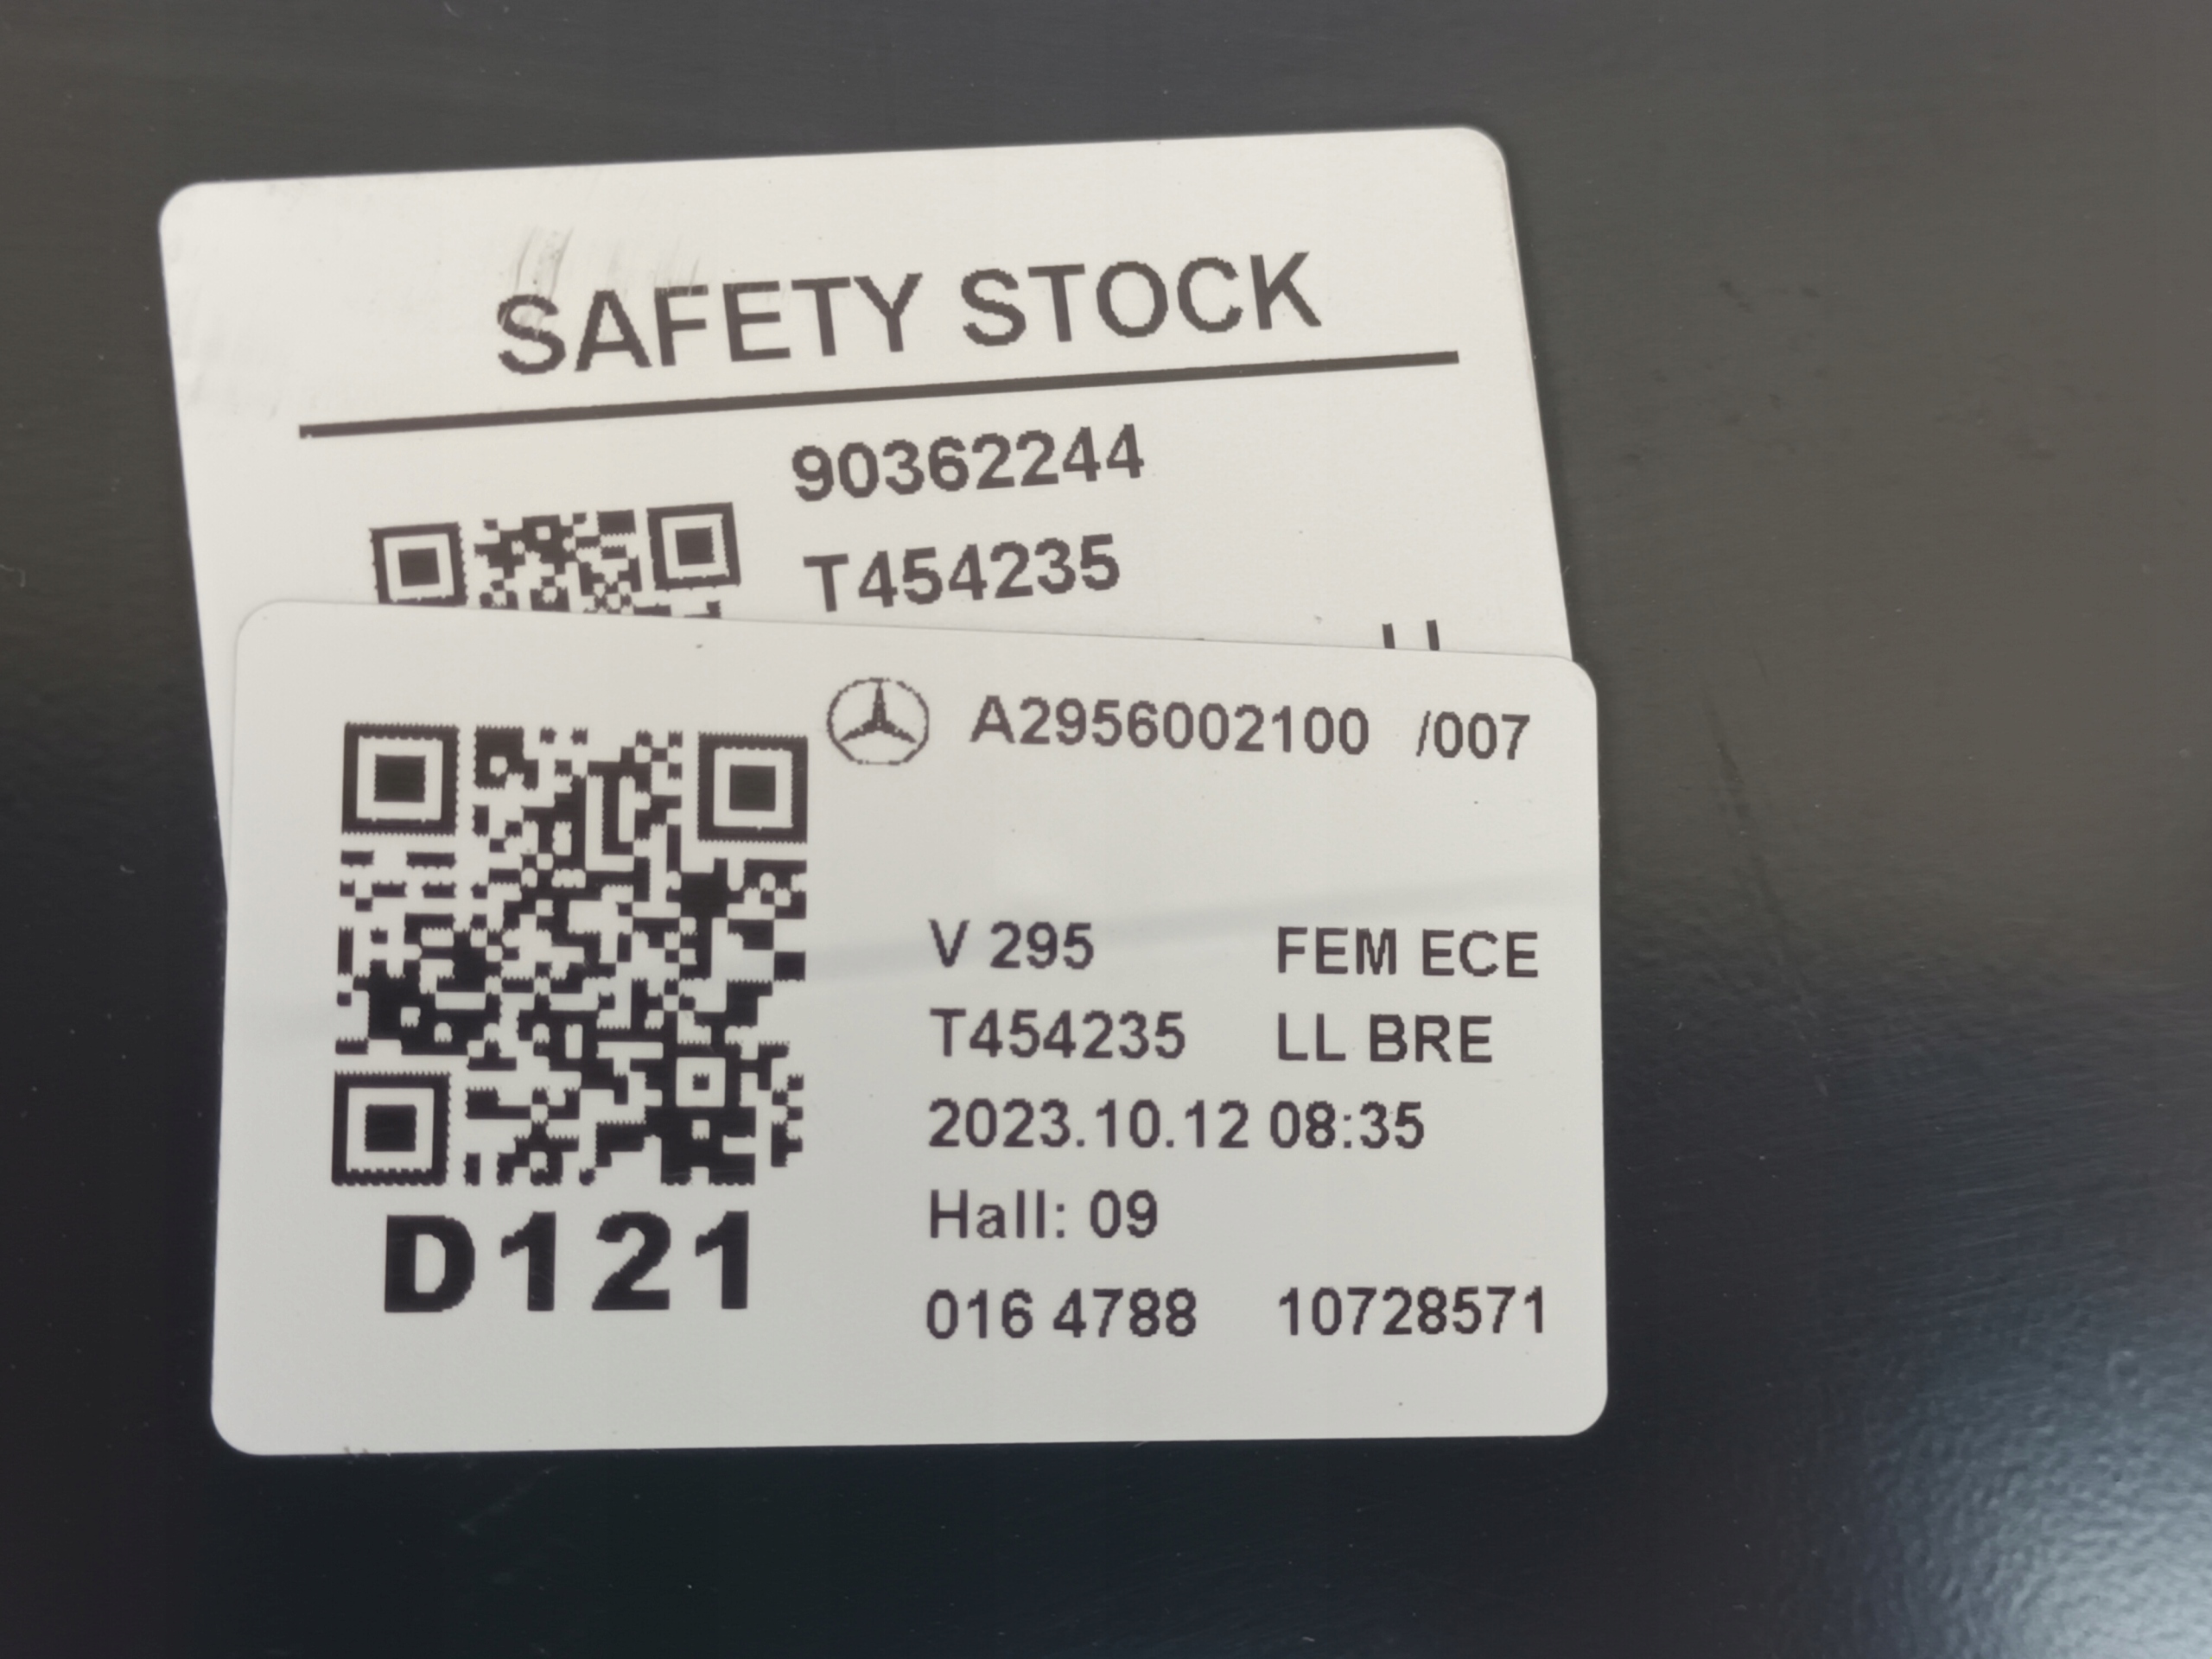 SAFETY STOCK
90362244
T454235
A2956002100 /007
V 295 FEM ECE
T454235 LL BRE
2023.10.12 08:35
Hall: 09
D121
016 4788 10728571